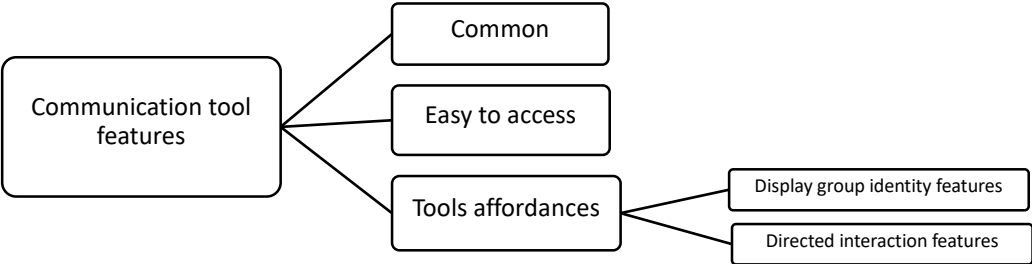 Communication tool
features
Common
Easy to access
Tools affordances
Display group identity features
Directed interaction features